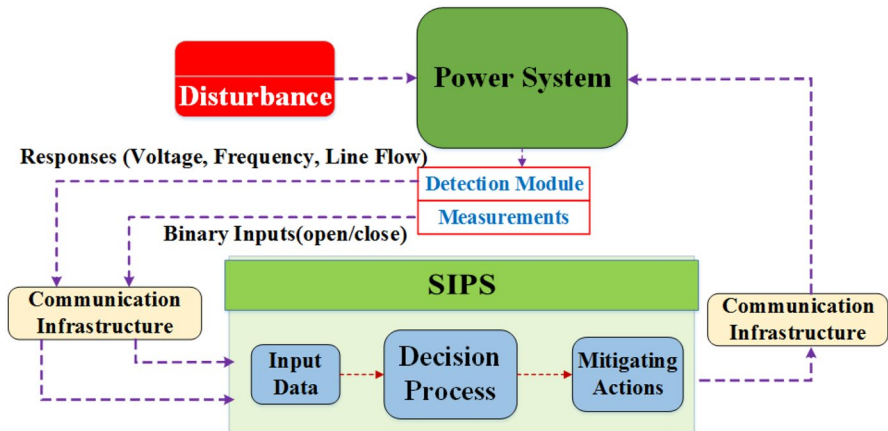 Disturbance
Power System
Responses (Voltage, Frequency, Line Flow)
Detection Module
Measurements
Binary Inputs(open/close)
SIPS
Communication
Infrastructure
Input
Data
Decision
Process
Mitigating
Actions
Communication
Infrastructure